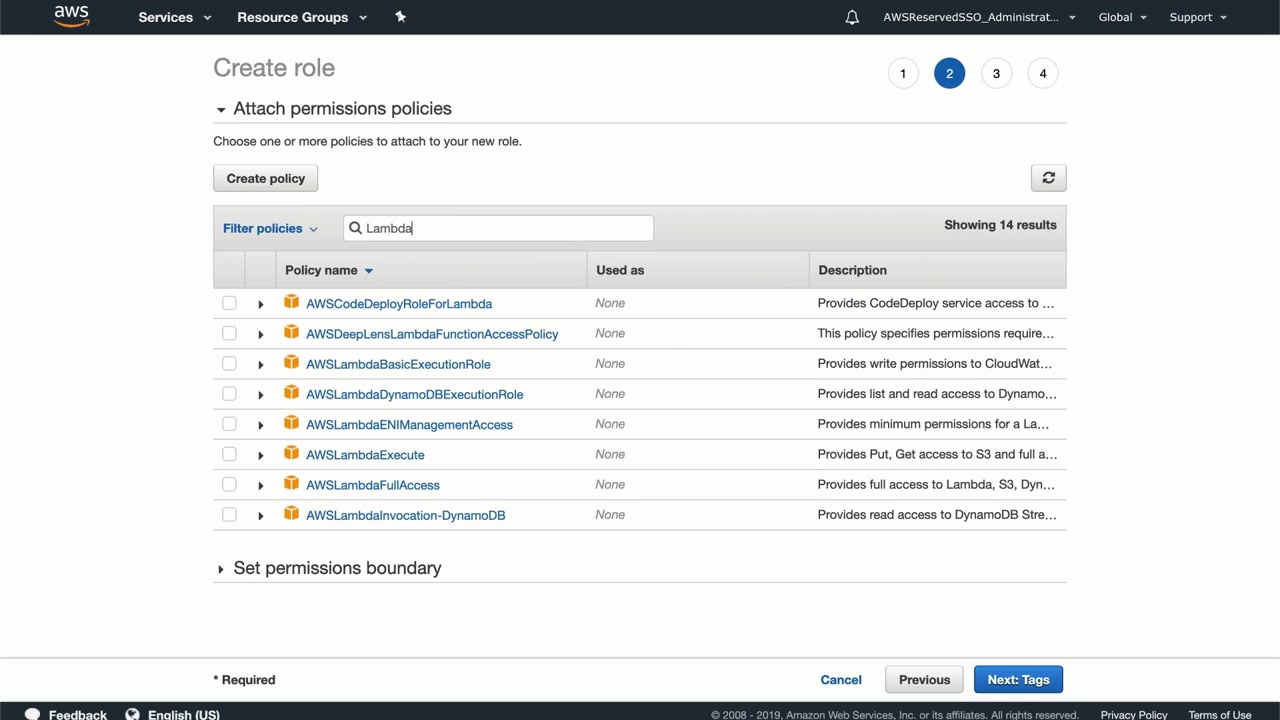 aws Services Resource Groups AWSReservedSSO_Administrat... Global Support
Create role
1 2 3 4
Attach permissions policies
Choose one or more policies to attach to your new role.
Create policy
Filter policies Lambda Showing 14 results
Policy name Used as Description
AWSCodeDeployRoleForLambda None Provides CodeDeploy service access to ...
AWSDeepLensLambdaFunctionAccessPolicy None This policy specifies permissions require...
AWSLambdaBasicExecutionRole None Provides write permissions to CloudWat...
AWSLambdaDynamoDBExecutionRole None Provides list and read access to Dynamo...
AWSLambdaENIManagementAccess None Provides minimum permissions for a La...
AWSLambdaExecute None Provides Put, Get access to S3 and full a...
AWSLambdaFullAccess None Provides full access to Lambda, S3, Dyn...
AWSLambdaInvocation-DynamoDB None Provides read access to DynamoDB Stre...
Set permissions boundary
* Required Cancel Previous Next: Tags
Feedback English (US) © 2008 - 2019, Amazon Web Services, Inc. or its affiliates. All rights reserved. Privacy Policy Terms of Use